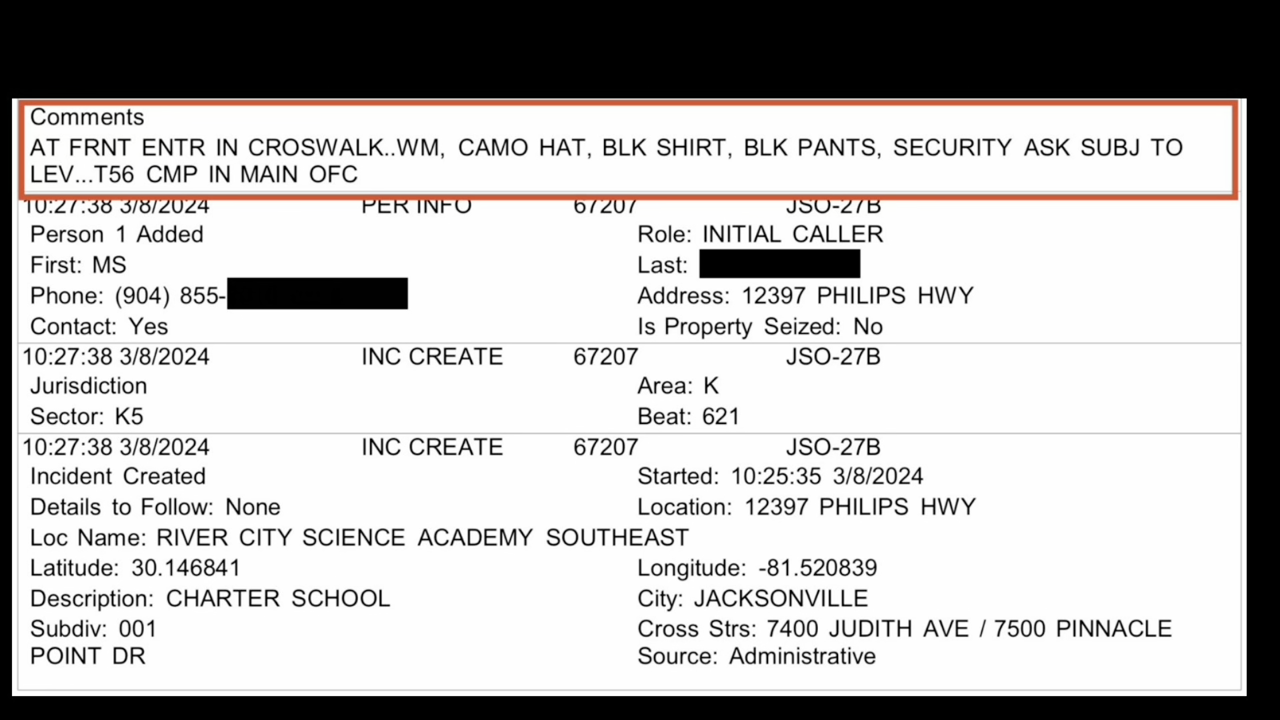 Comments
AT FRNT ENTR IN CROSWALK..WM, CAMO HAT, BLK SHIRT, BLK PANTS, SECURITY ASK SUBJ TO
LEV...T56 CMP IN MAIN OFC
10:27:38 3/8/2024 PER INFO 67207 JSO-27B
Person 1 Added Role: INITIAL CALLER
First: MS Last:
Phone: (904) 855- Address: 12397 PHILIPS HWY
Contact: Yes Is Property Seized: No
10:27:38 3/8/2024 INC CREATE 67207 JSO-27B
Jurisdiction Area: K
Sector: K5 Beat: 621
10:27:38 3/8/2024 INC CREATE 67207 JSO-27B
Incident Created Started: 10:25:35 3/8/2024
Details to Follow: None Location: 12397 PHILIPS HWY
Loc Name: RIVER CITY SCIENCE ACADEMY SOUTHEAST
Latitude: 30.146841 Longitude: -81.520839
Description: CHARTER SCHOOL City: JACKSONVILLE
Subdiv: 001 Cross Strs: 7400 JUDITH AVE / 7500 PINNACLE
POINT DR Source: Administrative